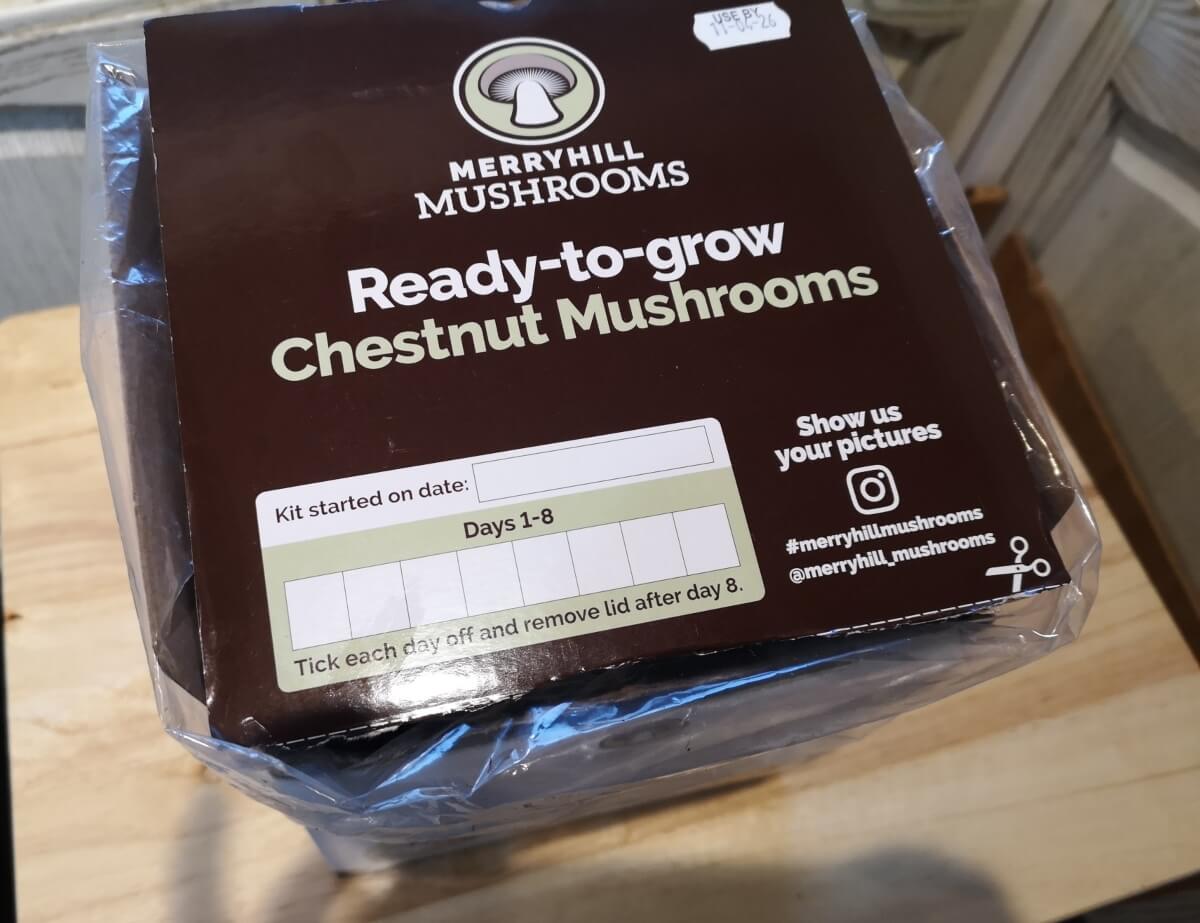 USE BY
11-04-26
MERRYHILL
MUSHROOMS
Ready-to-grow
Chestnut Mushrooms
Show us
your pictures
#merryhillmushrooms
@merryhill_mushrooms
Kit started on date:
Days 1-8
Tick each day off and remove lid after day 8.